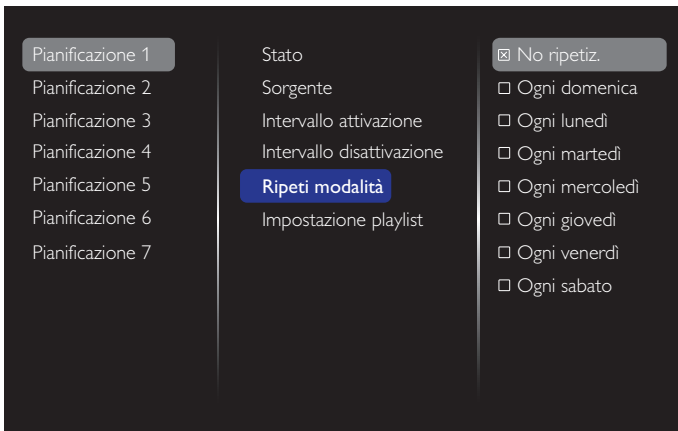 Pianificazione 1
Pianificazione 2
Pianificazione 3
Pianificazione 4
Pianificazione 5
Pianificazione 6
Pianificazione 7
Stato
Sorgente
Intervallo attivazione
Intervallo disattivazione
Ripeti modalità
Impostazione playlist
No ripetiz.
Ogni domenica
Ogni lunedì
Ogni martedì
Ogni mercoledì
Ogni giovedì
Ogni venerdì
Ogni sabato